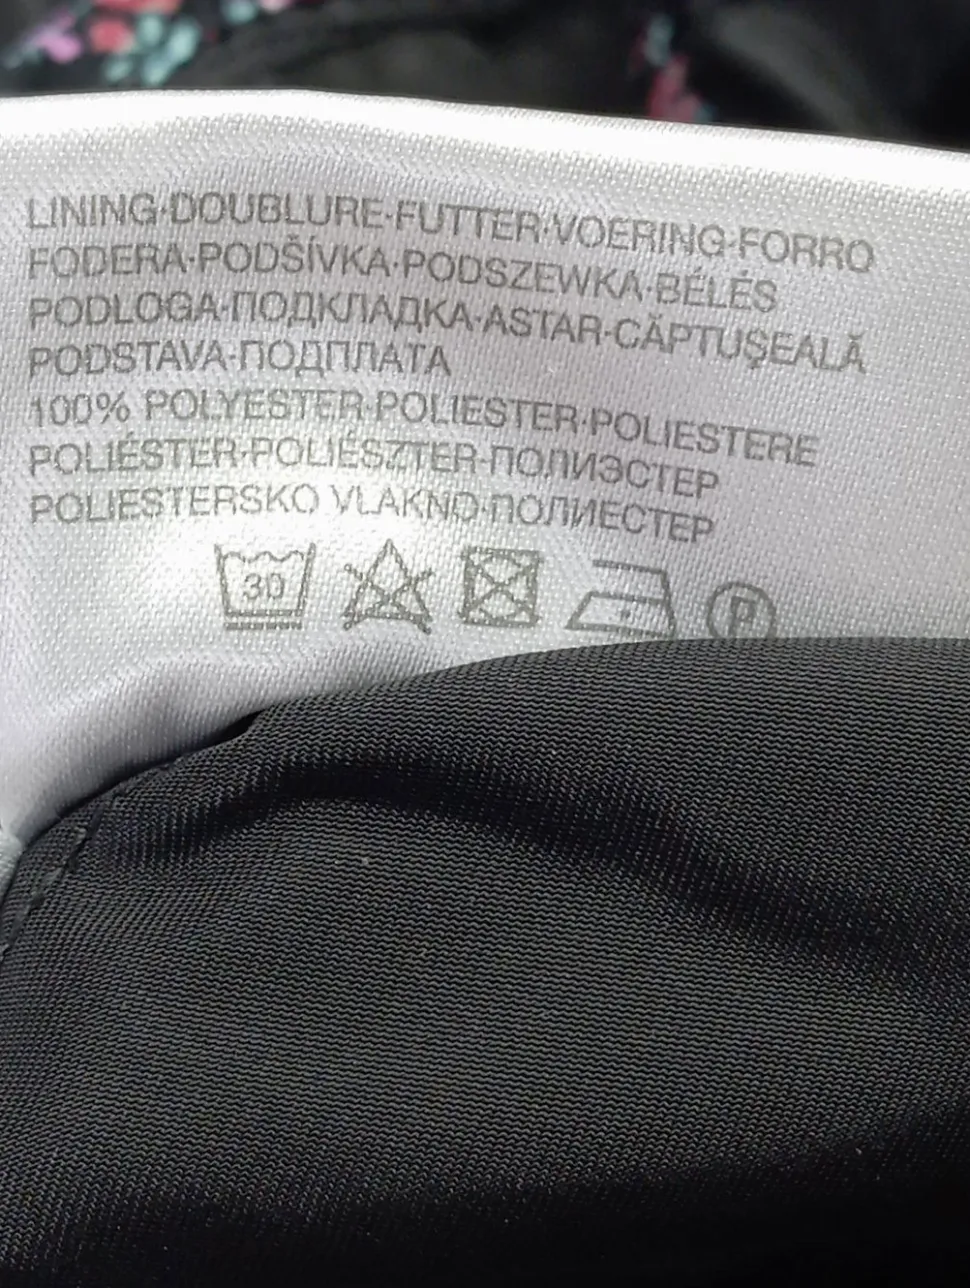 LINING·DOUBLURE·FUTTER·VOERING·FORRO
FODERA·PODŠÍVKA·PODSZEWKA·BÉLÉS
PODLOGA·ПОДКЛАДКА·ASTAR·CĂPTUŞEALĂ
PODSTAVA·ПОДПЛАТА
100% POLYESTER·POLIESTER·POLIESTERE
POLIÉSTER·POLIÉSZTER·ПОЛИЭСТЕР
POLIESTERSKO VLAKNO·ПОЛИЕСТЕР
30 P